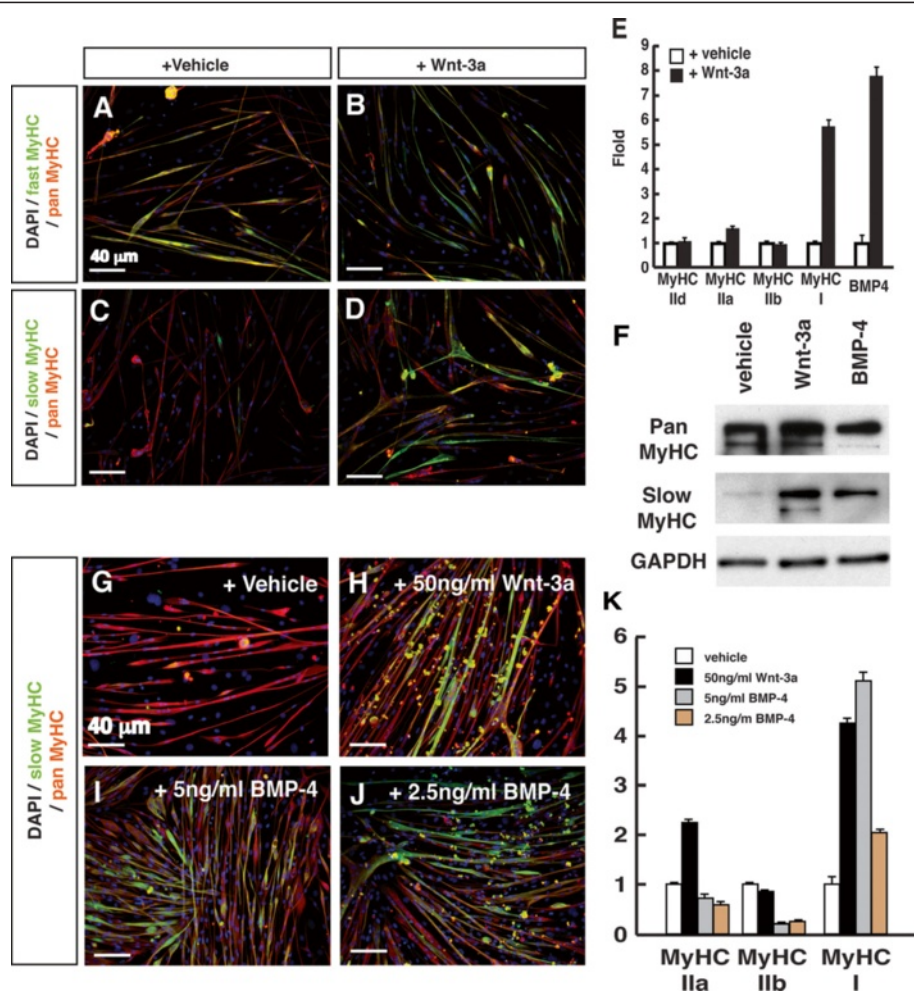 +Vehicle
+ Wnt-3a
DAPI / fast MyHC
/ pan MyHC
A
40 µm
B
DAPI / slow MyHC
/ pan MyHC
C
D
E
+ vehicle
+ Wnt-3a
Flold
9
8
7
6
5
4
3
2
1
0
MyHC
IId
MyHC
IIa
MyHC
IIb
MyHC
I
BMP4
F
vehicle
Wnt-3a
BMP-4
Pan
MyHC
Slow
MyHC
GAPDH
DAPI / slow MyHC
/ pan MyHC
G
+ Vehicle
40 µm
H
+ 50ng/ml Wnt-3a
I
+ 5ng/ml BMP-4
J
+ 2.5ng/ml BMP-4
K
vehicle
50ng/ml Wnt-3a
5ng/ml BMP-4
2.5ng/m BMP-4
6
5
4
3
2
1
0
MyHC
IIa
MyHC
IIb
MyHC
I